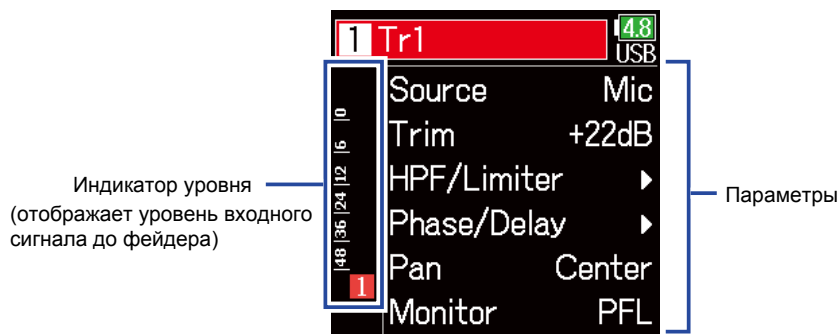 1 Tr1
4.8
USB
Source Mic
Trim +22dB
HPF/Limiter
Phase/Delay
Pan Center
Monitor PFL
|48 |36 |24 |12 |6 |0
1
Индикатор уровня
(отображает уровень входного
сигнала до фейдера)
Параметры